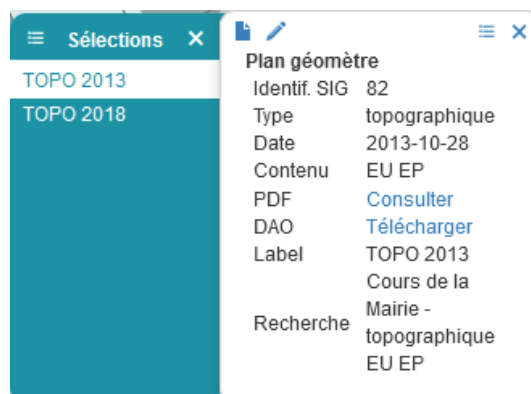 Sélections
TOPO 2013
TOPO 2018
Plan géomètre
Identif. SIG 82
Type topographique
Date 2013-10-28
Contenu EU EP
PDF Consulter
DAO Télécharger
Label TOPO 2013
Recherche Cours de la
Mairie -
topographique
EU EP